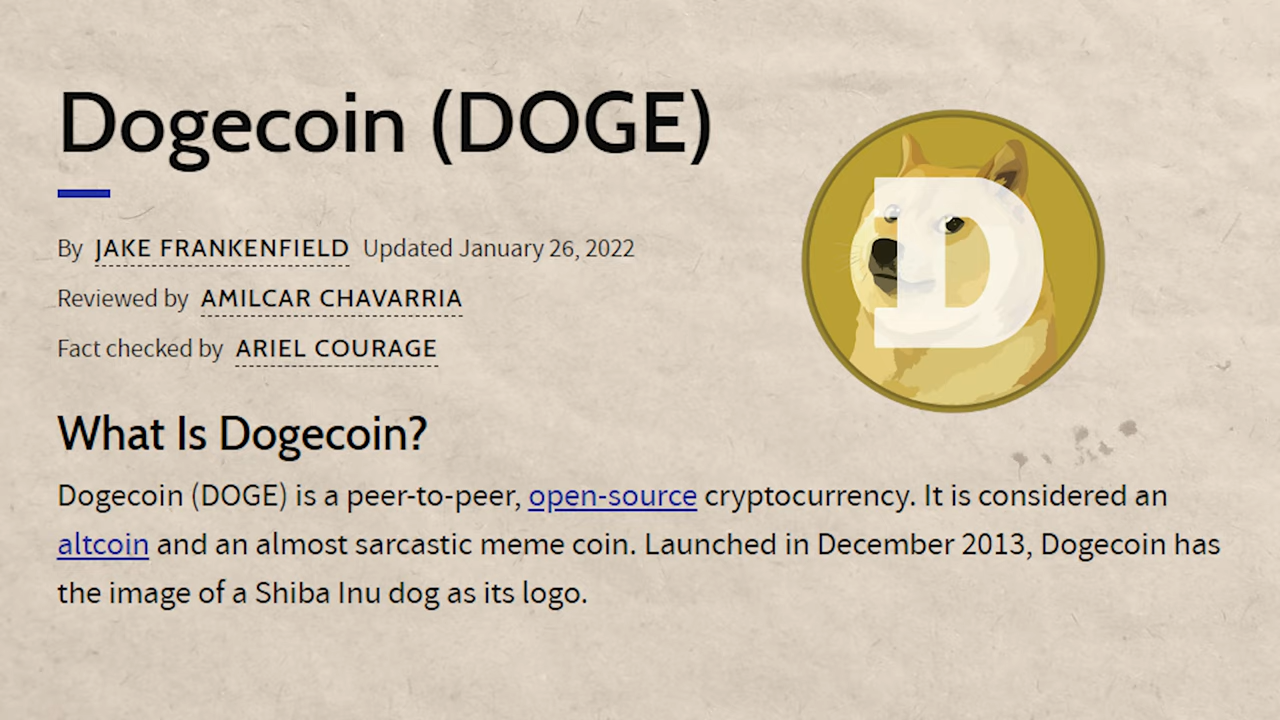 Dogecoin (DOGE)
By JAKE FRANKENFIELD Updated January 26, 2022
Reviewed by AMILCAR CHAVARRIA
Fact checked by ARIEL COURAGE
D
What Is Dogecoin?
Dogecoin (DOGE) is a peer-to-peer, open-source cryptocurrency. It is considered an
altcoin and an almost sarcastic meme coin. Launched in December 2013, Dogecoin has
the image of a Shiba Inu dog as its logo.